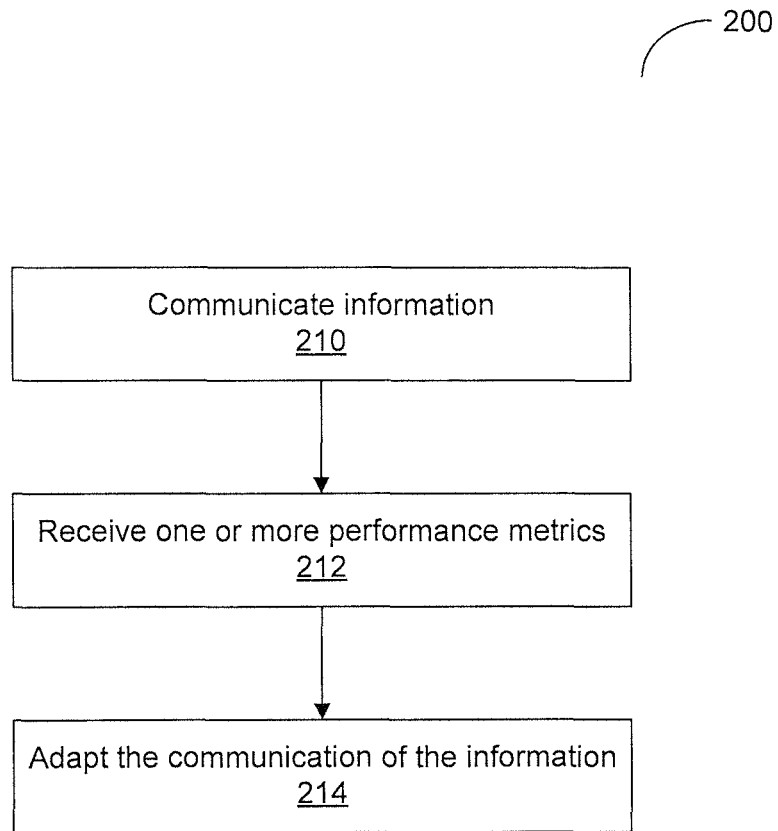 200
Communicate information
210
Receive one or more performance metrics
212
Adapt the communication of the information
214